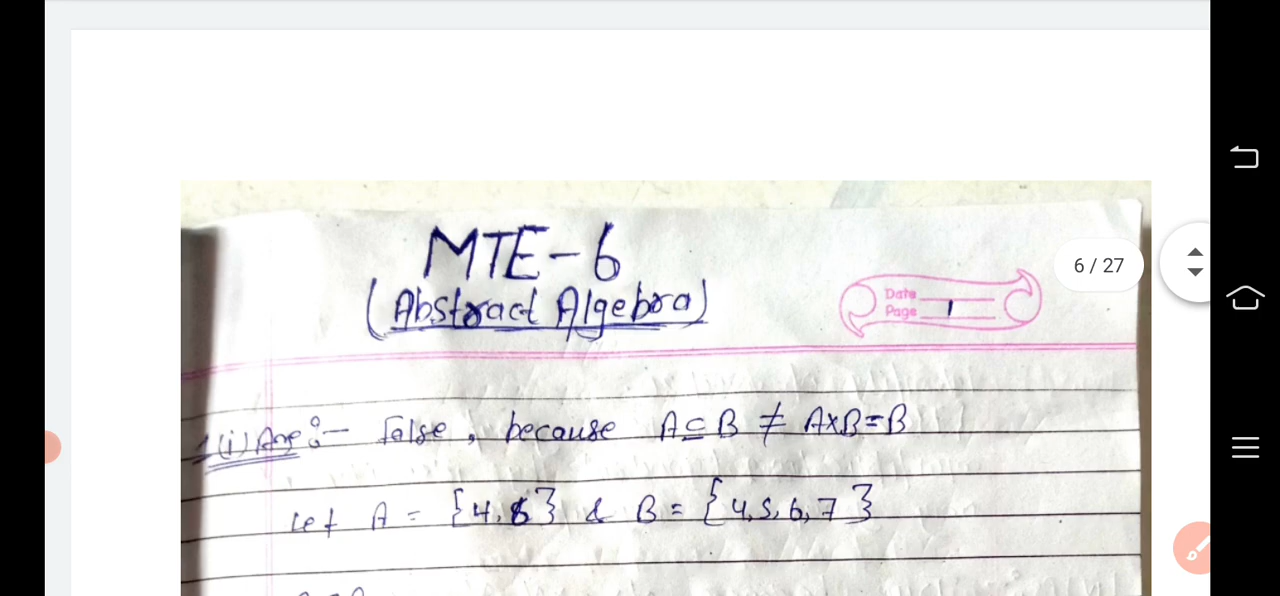 MTE-6
(Abstract Algebra)
6 / 27
Date
Page 1
1(i) Ans:- false, because A⊆B ≠ A×B=B
let A = {4,6} & B = {4,5,6,7}